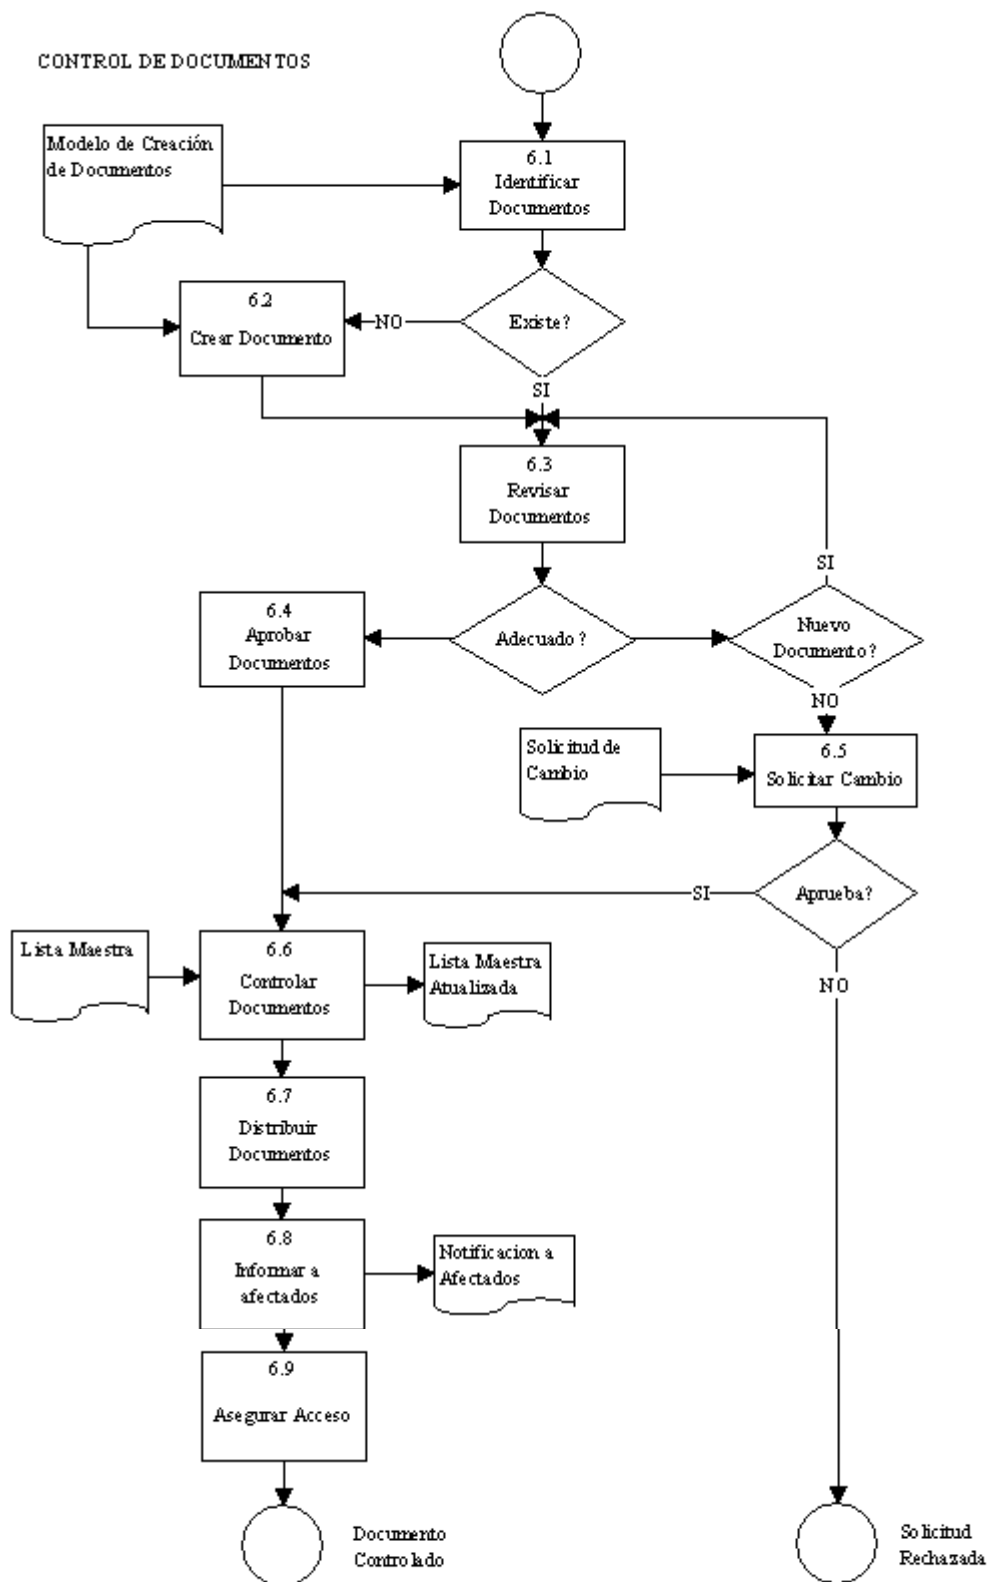 CONTROL DE DOCUMENTOS
Modelo de Creación
de Documentos
6.1
Identificar
Documentos
6.2
Crear Documento
NO
Existe?
SI
6.3
Revisar
Documentos
SI
6.4
Aprobar
Documentos
Adecuado?
Nuevo
Documento?
NO
Solicitud de
Cambio
6.5
Solicitar Cambio
SI
Aprueba?
Lista Maestra
6.6
Controlar
Documentos
Lista Maestra
Atualizada
NO
6.7
Distribuir
Documentos
6.8
Informar a
afectados
Notificacion a
Afectados
6.9
Asegurar Acceso
Documento
Controlado
Solicitud
Rechazada